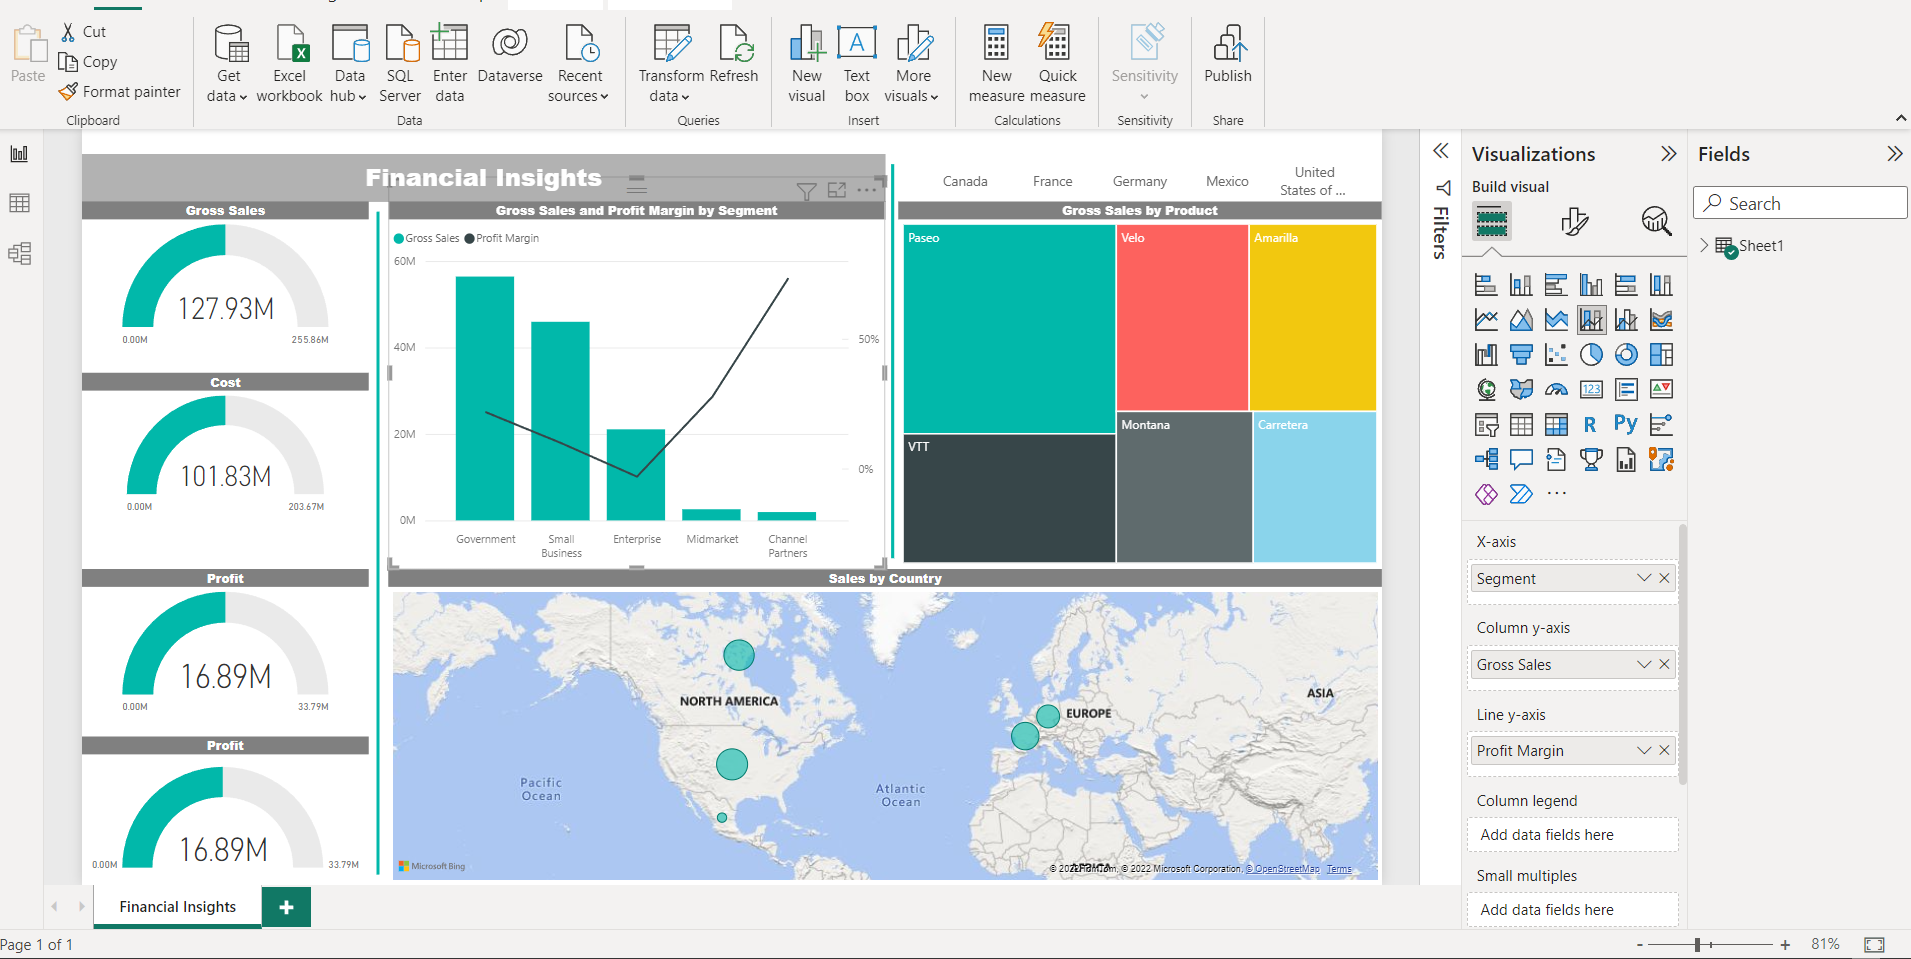 Paste
Cut
Copy
Format painter
Clipboard
Get data
Excel workbook
Data hub
SQL Server
Enter data
Dataverse
Recent sources
Data
Transform data
Refresh
Queries
New visual
Text box
More visuals
Insert
New measure
Quick measure
Calculations
Sensitivity
Sensitivity
Publish
Share
Financial Insights
Canada
France
Germany
Mexico
United
States of ...
Gross Sales
127.93M
0.00M
255.86M
Cost
101.83M
0.00M
203.67M
Profit
16.89M
0.00M
33.79M
Profit
16.89M
0.00M
33.79M
Gross Sales and Profit Margin by Segment
Gross Sales
Profit Margin
60M
40M
20M
0M
50%
0%
Government
Small
Business
Enterprise
Midmarket
Channel
Partners
Gross Sales by Product
Paseo
Velo
Amarilla
VTT
Montana
Carretera
Sales by Country
NORTH AMERICA
EUROPE
ASIA
Pacific
Ocean
Atlantic
Ocean
AFRICA
Microsoft Bing
© 2022 Microsoft Corporation, © OpenStreetMap Terms
Filters
Visualizations
Build visual
X-axis
Segment
Column y-axis
Gross Sales
Line y-axis
Profit Margin
Column legend
Add data fields here
Small multiples
Add data fields here
Fields
Search
Sheet1
Financial Insights
Page 1 of 1
81%